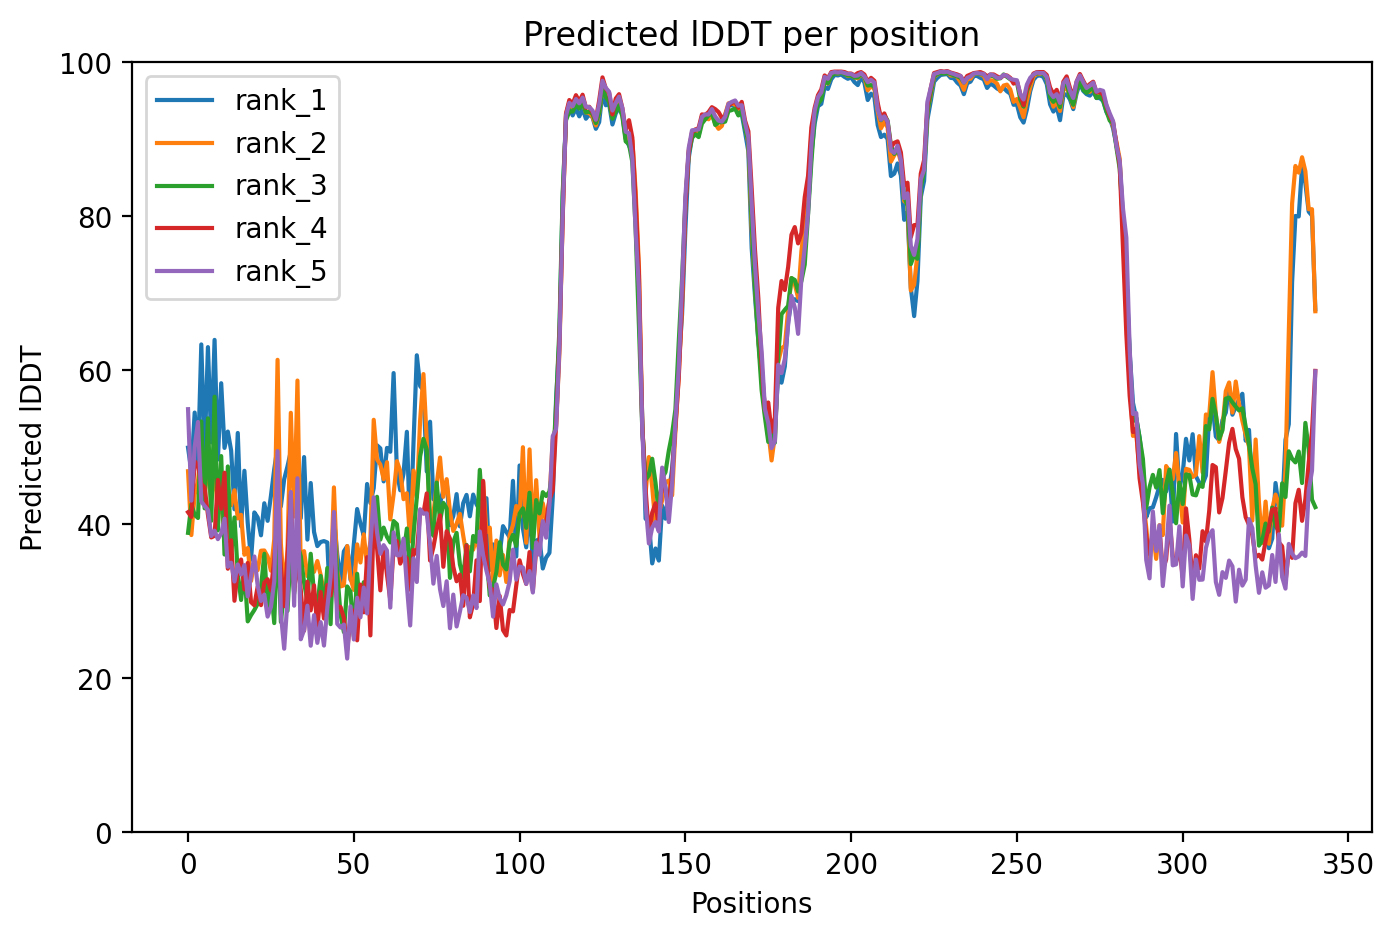 Predicted lDDT per position
100
80
60
40
20
0
Predicted lDDT
rank_1
rank_2
rank_3
rank_4
rank_5
0 50 100 150 200 250 300 350
Positions